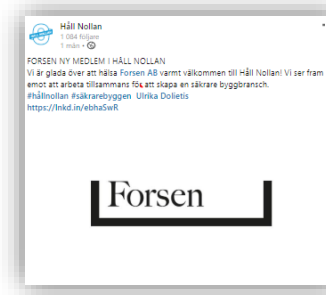 Håll Nollan
1 084 följare
1 mån •
FORSEN NY MEDLEM I HÅLL NOLLAN
Vi är glada över att hälsa Forsen AB varmt välkommen till Håll Nollan! Vi ser fram
emot att arbeta tillsammans för att skapa en säkrare byggbransch.
#hållnollan #säkrarebyggen Ulrika Dolietis
https://lnkd.in/ebhaSwR
Forsen